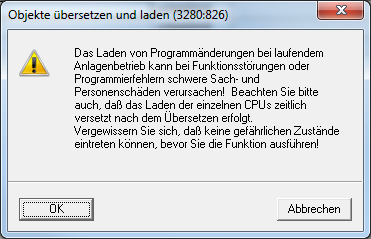 Objekte übersetzen und laden (3280:826)
Das Laden von Programmänderungen bei laufendem
Anlagenbetrieb kann bei Funktionsstörungen oder
Programmierfehlern schwere Sach- und
Personenschäden verursachen!  Beachten Sie bitte
auch, daß das Laden der einzelnen CPUs zeitlich
versetzt nach dem Übersetzen erfolgt.
Vergewissern Sie sich, daß keine gefährlichen Zustände
eintreten können, bevor Sie die Funktion ausführen!
OK
Abbrechen